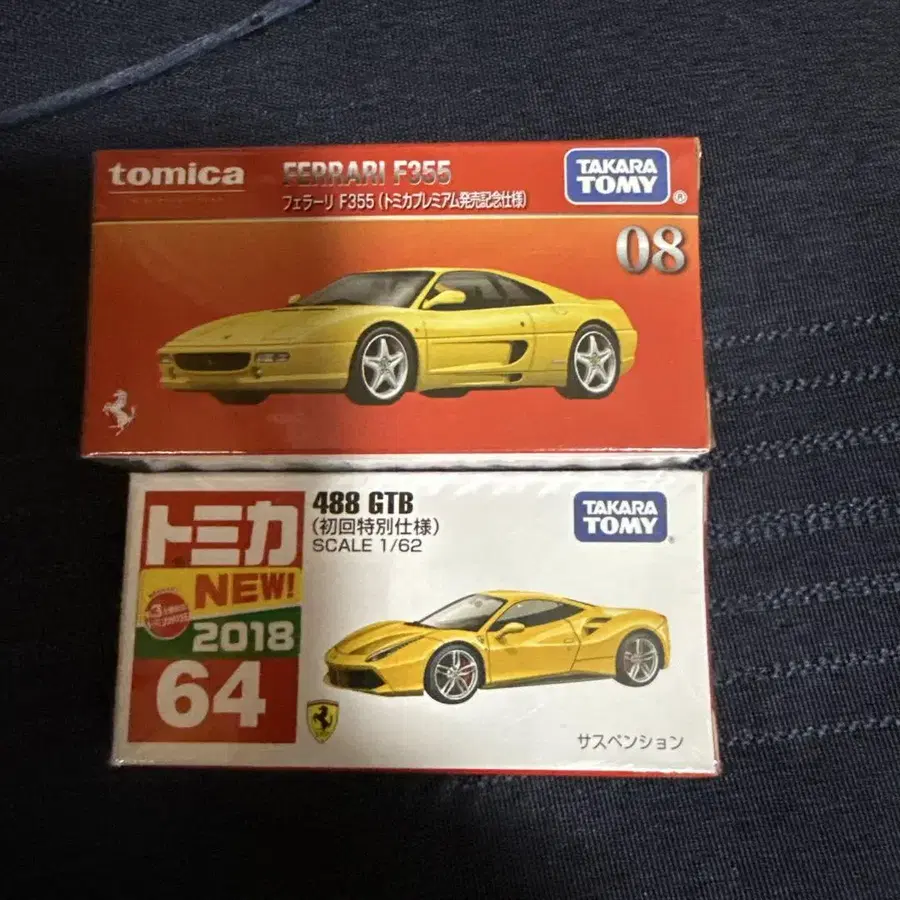 tomica
FERRARI F355
フェラーリ F355(トミカプレミアム発売記念仕様)
TAKARA
TOMY
®
08
トミカ
NEW!
2018
64
488 GTB
(初回特別仕様)
SCALE 1/62
TAKARA
TOMY
サスペンション